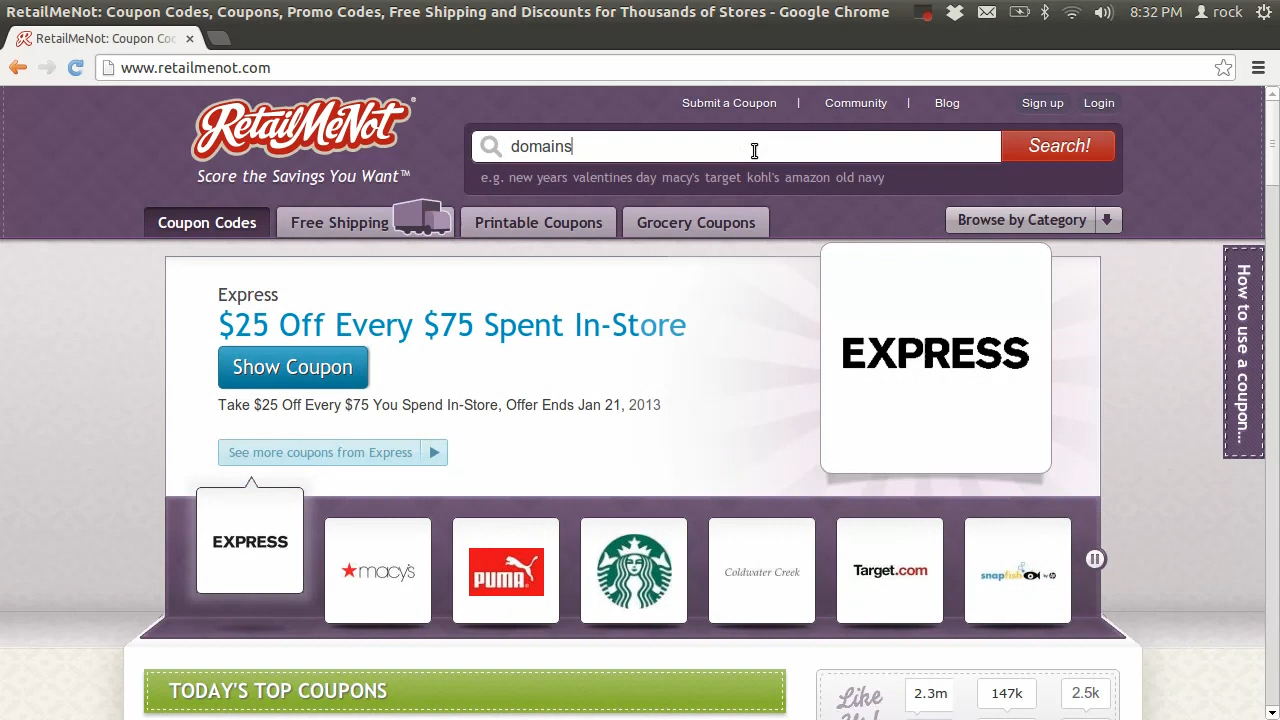 RetailMeNot: Coupon Codes, Coupons, Promo Codes, Free Shipping and Discounts for Thousands of Stores - Google Chrome
8:32 PM
rock
RetailMeNot: Coupon Co
www.retailmenot.com
RetailMeNot®
Score the Savings You Want™
Submit a Coupon | Community | Blog
Sign up
Login
domains
Search!
e.g. new years valentines day macy's target kohl's amazon old navy
Coupon Codes
Free Shipping
Printable Coupons
Grocery Coupons
Browse by Category
How to use a coupon...
Express
$25 Off Every $75 Spent In-Store
Show Coupon
Take $25 Off Every $75 You Spend In-Store, Offer Ends Jan 21, 2013
See more coupons from Express
EXPRESS
EXPRESS
macy's
PUMA
Coldwater Creek
Target.com
snapfish by hp
TODAY'S TOP COUPONS
Like
2.3m
147k
2.5k